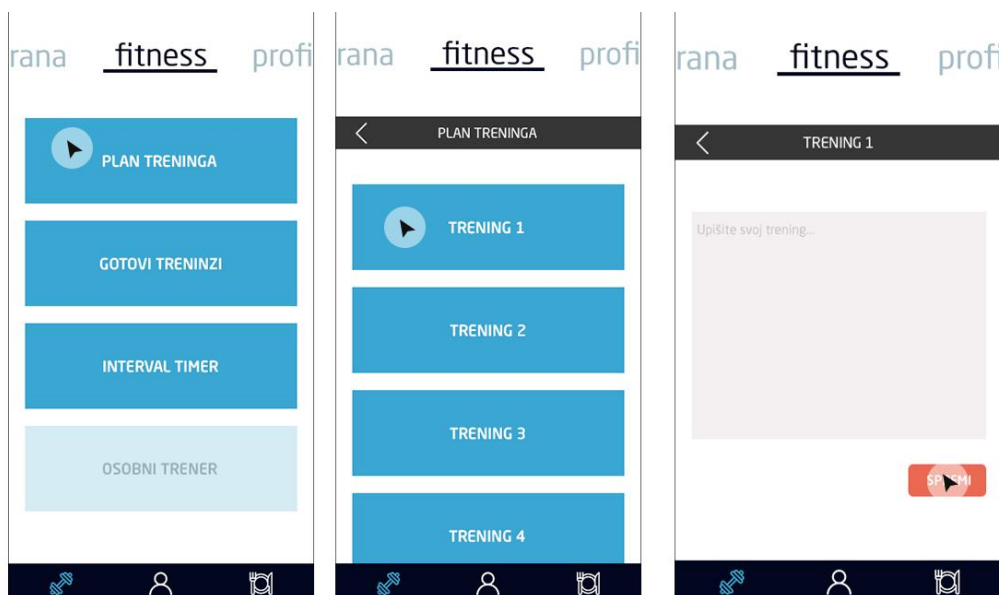 rana fitness profi
PLAN TRENINGA
GOTOVI TRENINZI
INTERVAL TIMER
OSOBNI TRENER
rana fitness profi
PLAN TRENINGA
TRENING 1
TRENING 2
TRENING 3
TRENING 4
rana fitness profi
TRENING 1
Upišite svoj trening...